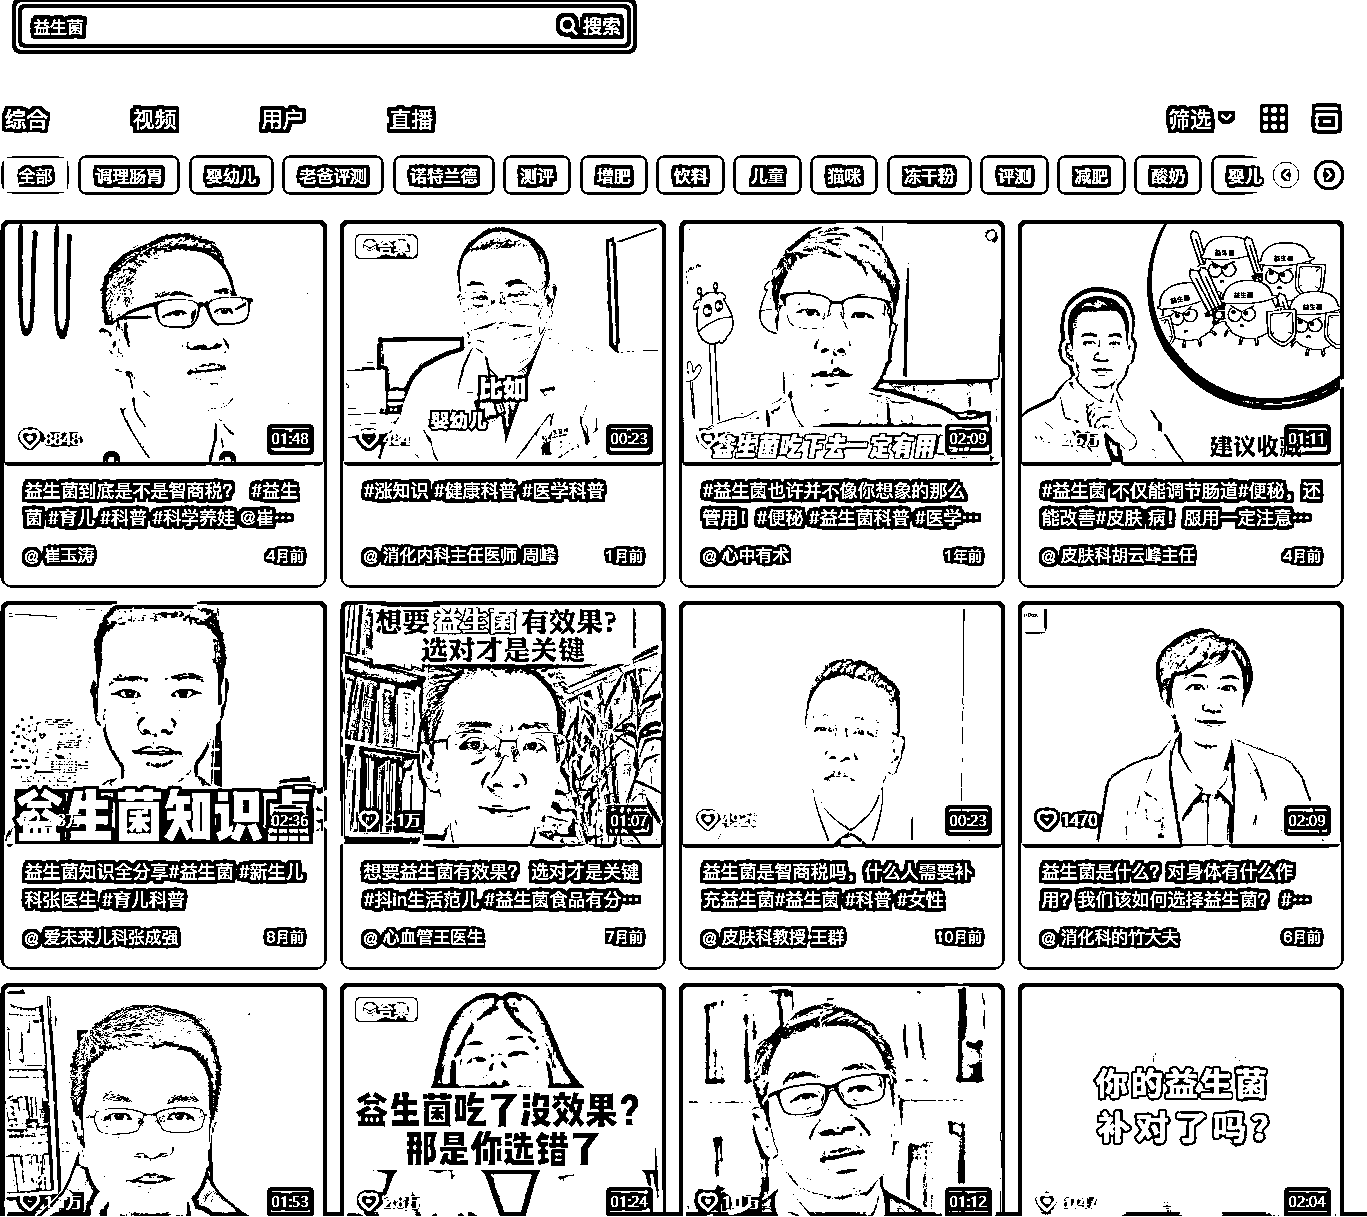 益生菌
搜索
综合 视频 用户 直播 筛选
全部 调理肠胃 婴幼儿 老爸评测 诺特兰德 测评 增肥 饮料 儿童 猫咪 冻干粉 评测 减肥 酸奶 婴儿
8848 01:48
益生菌到底是不是智商税? #益生
菌 #育儿 #科普 #科学养娃 @崔…
@ 崔玉涛 4月前
合集
比如
婴幼儿
00:23
#涨知识 #健康科普 #医学科普
@ 消化内科主任医师 周峰 1月前
益生菌吃下去一定有用
02:09
#益生菌也许并不像你想象的那么
管用! #便秘 #益生菌科普 #医学…
@ 心中有术 1年前
益生菌
益生菌
益生菌
益生菌
益生菌
建议收藏
01:11
#益生菌 不仅能调节肠道#便秘，还
能改善#皮肤 病! 服用一定注意…
@ 皮肤科胡云峰主任 4月前
益生菌知识点
02:36
益生菌知识全分享#益生菌 #新生儿
科张医生 #育儿科普
@ 爱未来儿科张成强 8月前
想要益生菌有效果?
选对才是关键
2.1万 01:07
想要益生菌有效果? 选对才是关键
#抖in生活范儿 #益生菌食品有分…
@ 心血管王医生 7月前
00:23
益生菌是智商税吗，什么人需要补
充益生菌#益生菌 #科普 #女性
@ 皮肤科教授-王群 10月前
1470 02:09
益生菌是什么? 对身体有什么作
用? 我们该如何选择益生菌? #…
@ 消化科的竹大夫 6月前
01:53
合集
益生菌吃了没效果?
那是你选错了
01:24
01:12
你的益生菌
补对了吗?
02:04